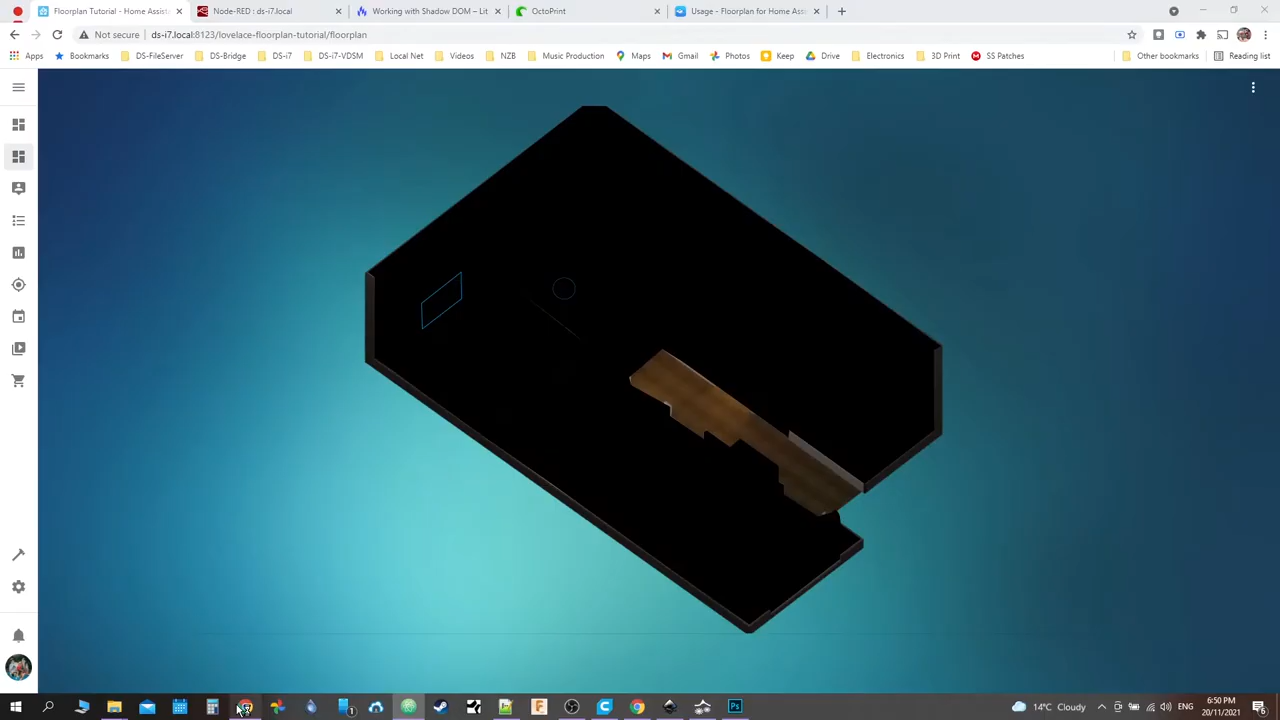 Floorplan Tutorial - Home Assist
Node-RED : ds-i7.local
Working with Shadow DOM – Lit
OctoPrint
Usage - Floorplan for Home Ass
Not secure
ds-i7.local:8123/lovelace-floorplan-tutorial/floorplan
Apps
Bookmarks
DS-FileServer
DS-Bridge
DS-i7
DS-i7-VDSM
Local Net
Videos
NZB
Music Production
Maps
Gmail
Photos
Keep
Drive
Electronics
3D Print
SS Patches
Other bookmarks
Reading list
14°C Cloudy
ENG
6:50 PM
20/11/2021